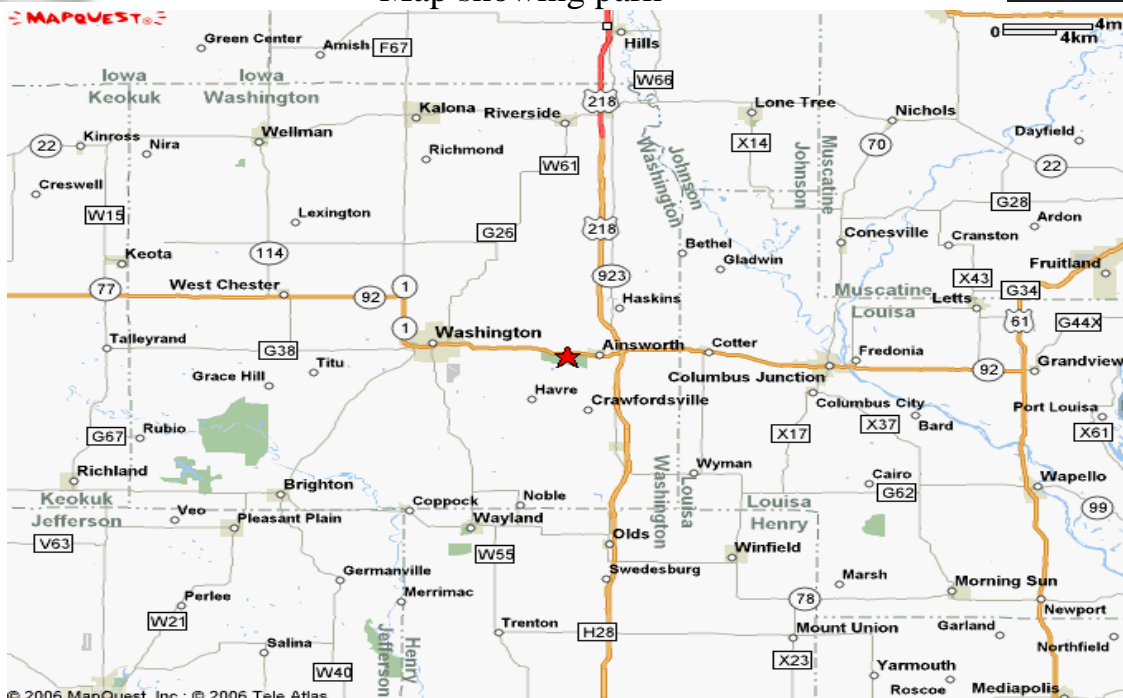 Map showing park
MAPQUEST®
0 4m
4km
Green Center
Amish
F67
Hills
W66
Iowa Iowa
Keokuk Washington
218
Kalona
Riverside
Lone Tree
Nichols
Dayfield
22
Kinross
Nira
Wellman
Richmond
W61
X14
70
22
Johnson
Washington
Johnson
Muscatine
Creswell
W15
Lexington
G26
218
G28
Ardon
Conesville
Cranston
Keota
114
Bethel
Gladwin
923
Fruitland
X43
77
West Chester
92
1
Haskins
Muscatine
Louisa
Letts
G34
1
Washington
61
G44X
Talleyrand
G38
Titu
Ainsworth
Cotter
Fredonia
Grace Hill
Columbus Junction
92
Grandview
Havre
Crawfordsville
Columbus City
Port Louisa
G67
Rubio
X17
X37
Bard
X61
Richland
Wyman
Cairo
G62
Wapello
Keokuk
Jefferson
Brighton
Coppock
Noble
Washington
Louisa
Louisa
Henry
99
Veo
Pleasant Plain
Wayland
V63
W55
Olds
Winfield
Germanville
Swedesburg
Marsh
Morning Sun
Perlee
Merrimac
78
Newport
W21
Trenton
H28
Mount Union
Garland
Northfield
Salina
Jefferson
Henry
W40
X23
Yarmouth
Roscoe
Mediapolis
© 2006 MapQuest, Inc.; © 2006 Tele Atlas